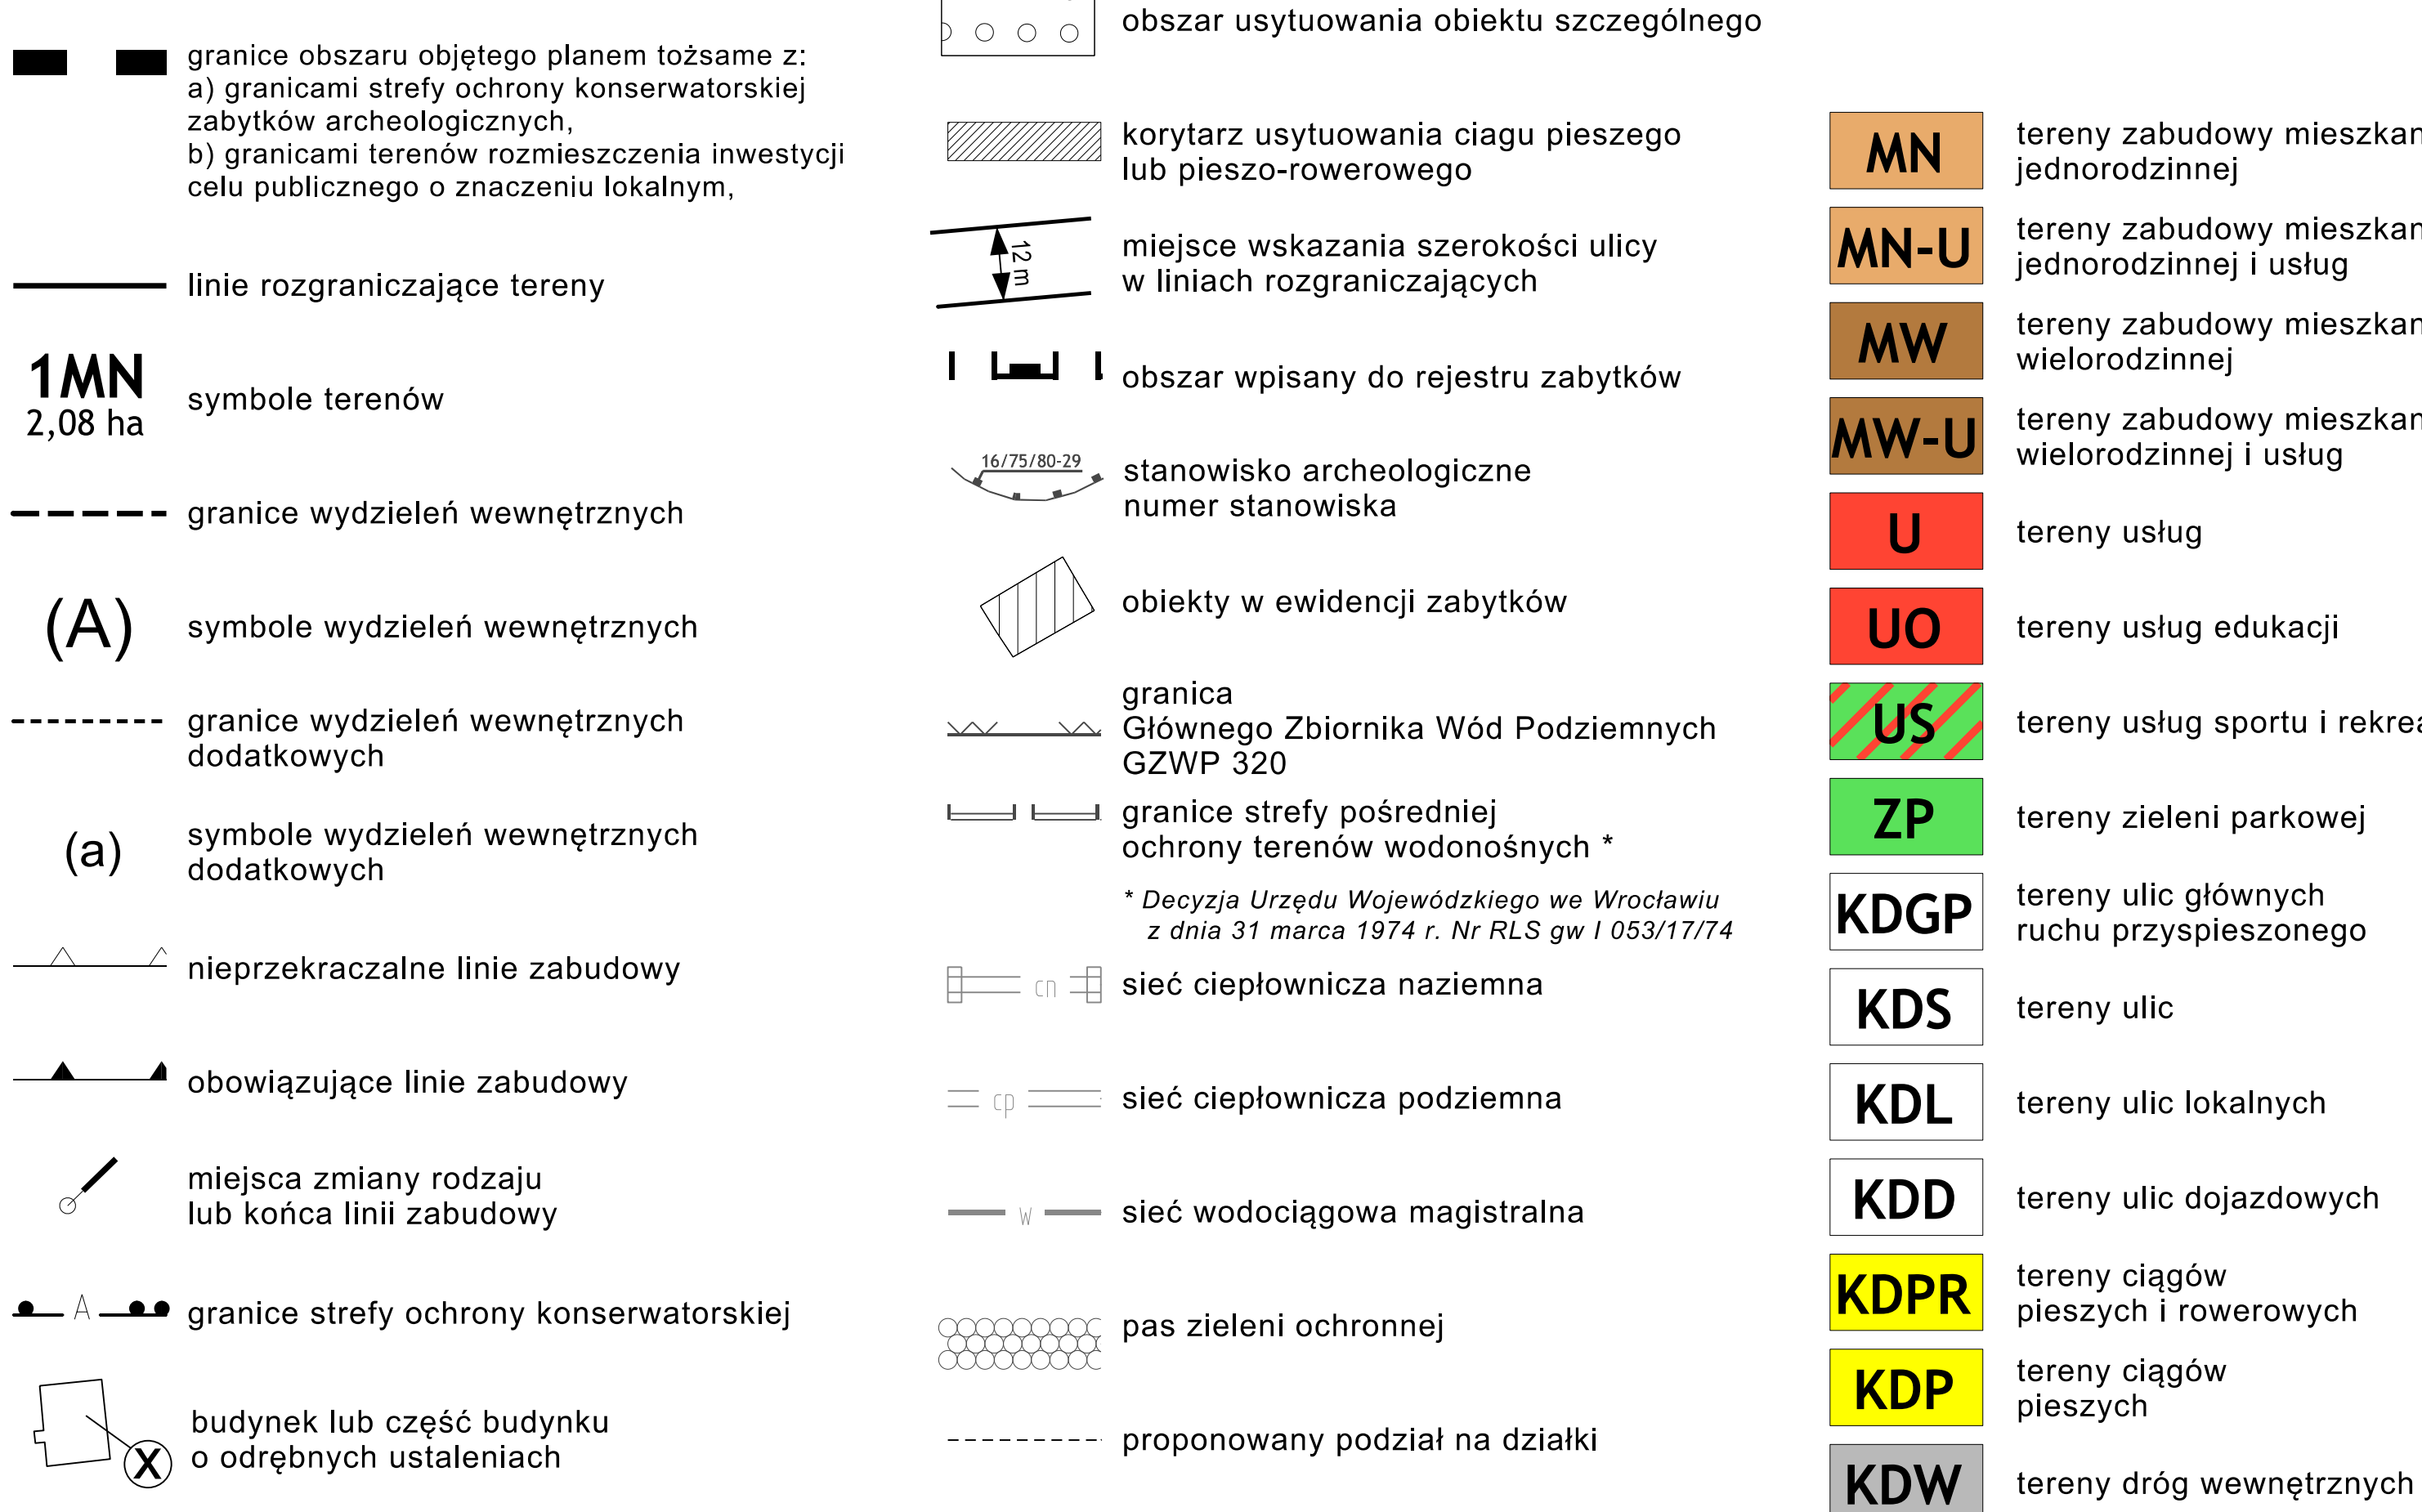 granice obszaru objętego planem tożsame z:
a) granicami strefy ochrony konserwatorskiej
zabytków archeologicznych,
b) granicami terenów rozmieszczenia inwestycji
celu publicznego o znaczeniu lokalnym,
linie rozgraniczające tereny
1MN
2,08 ha
symbole terenów
granice wydzieleń wewnętrznych
(A)
symbole wydzieleń wewnętrznych
granice wydzieleń wewnętrznych
dodatkowych
(a)
symbole wydzieleń wewnętrznych
dodatkowych
nieprzekraczalne linie zabudowy
obowiązujące linie zabudowy
miejsca zmiany rodzaju
lub końca linii zabudowy
A
granice strefy ochrony konserwatorskiej
X
budynek lub część budynku
o odrębnych ustaleniach
obszar usytuowania obiektu szczególnego
korytarz usytuowania ciagu pieszego
lub pieszo-rowerowego
12 m
miejsce wskazania szerokości ulicy
w liniach rozgraniczających
obszar wpisany do rejestru zabytków
16/75/80-29
stanowisko archeologiczne
numer stanowiska
obiekty w ewidencji zabytków
granica
Głównego Zbiornika Wód Podziemnych
GZWP 320
granice strefy pośredniej
ochrony terenów wodonośnych *
* Decyzja Urzędu Wojewódzkiego we Wrocławiu
z dnia 31 marca 1974 r. Nr RLS gw I 053/17/74
cn
sieć ciepłownicza naziemna
cp
sieć ciepłownicza podziemna
W
sieć wodociągowa magistralna
pas zieleni ochronnej
proponowany podział na działki
MN
tereny zabudowy mieszkan
jednorodzinnej
MN-U
tereny zabudowy mieszkan
jednorodzinnej i usług
MW
tereny zabudowy mieszkan
wielorodzinnej
MW-U
tereny zabudowy mieszkan
wielorodzinnej i usług
U
tereny usług
UO
tereny usług edukacji
US
tereny usług sportu i rekrea
ZP
tereny zieleni parkowej
KDGP
tereny ulic głównych
ruchu przyspieszonego
KDS
tereny ulic
KDL
tereny ulic lokalnych
KDD
tereny ulic dojazdowych
KDPR
tereny ciągów
pieszych i rowerowych
KDP
tereny ciągów
pieszych
KDW
tereny dróg wewnętrznych